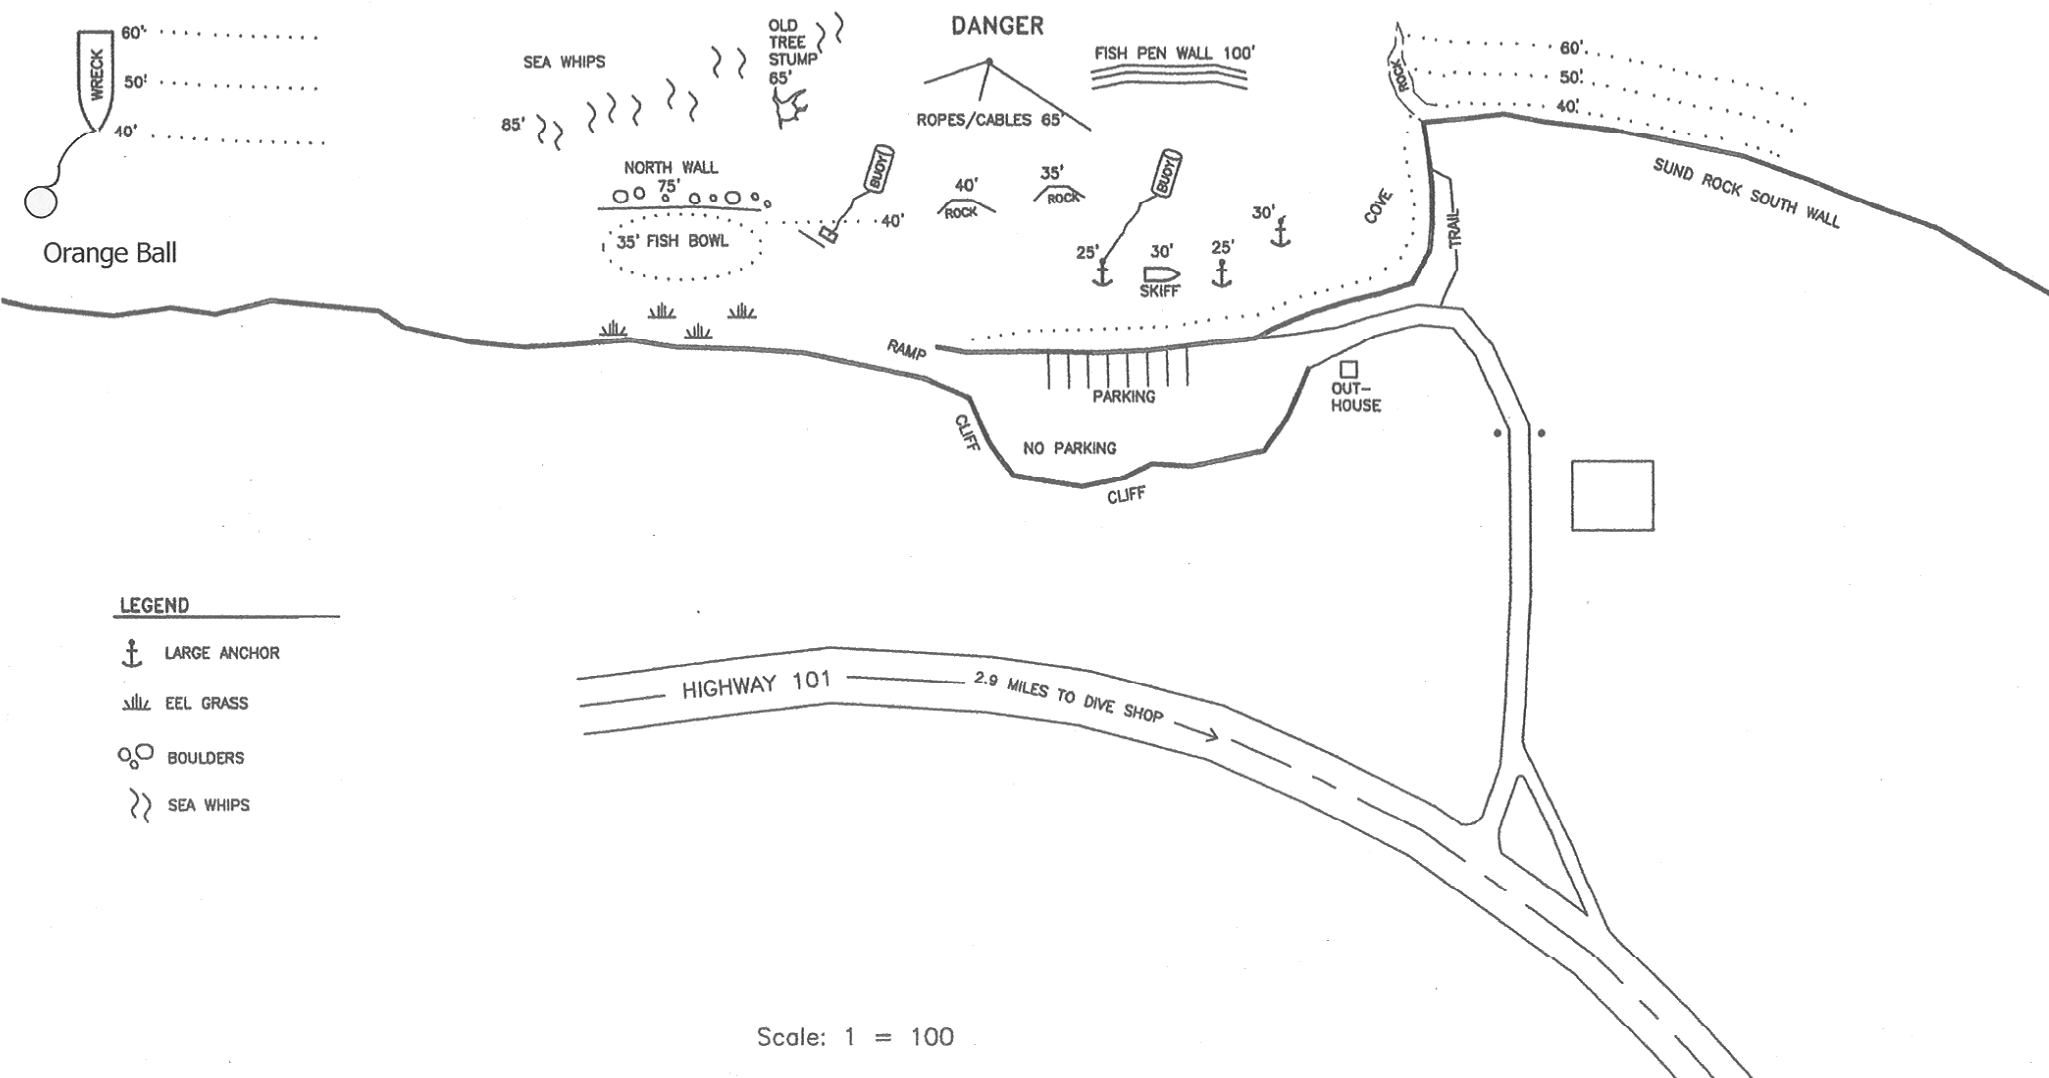 60'
WRECK
50'
40'
Orange Ball
SEA WHIPS
85'
OLD
TREE
STUMP
65'
DANGER
ROPES/CABLES 65'
FISH PEN WALL 100'
ROCK
60'
50'
40'
SUND ROCK SOUTH WALL
NORTH WALL
75'
35' FISH BOWL
BUOY
40'
40'
ROCK
35'
ROCK
BUOY
25'
30'
SKIFF
25'
30'
COVE
TRAIL
RAMP
PARKING
OUT-
HOUSE
CLIFF
NO PARKING
CLIFF
LEGEND
LARGE ANCHOR
EEL GRASS
BOULDERS
SEA WHIPS
HIGHWAY 101
2.9 MILES TO DIVE SHOP
Scale: 1 = 100